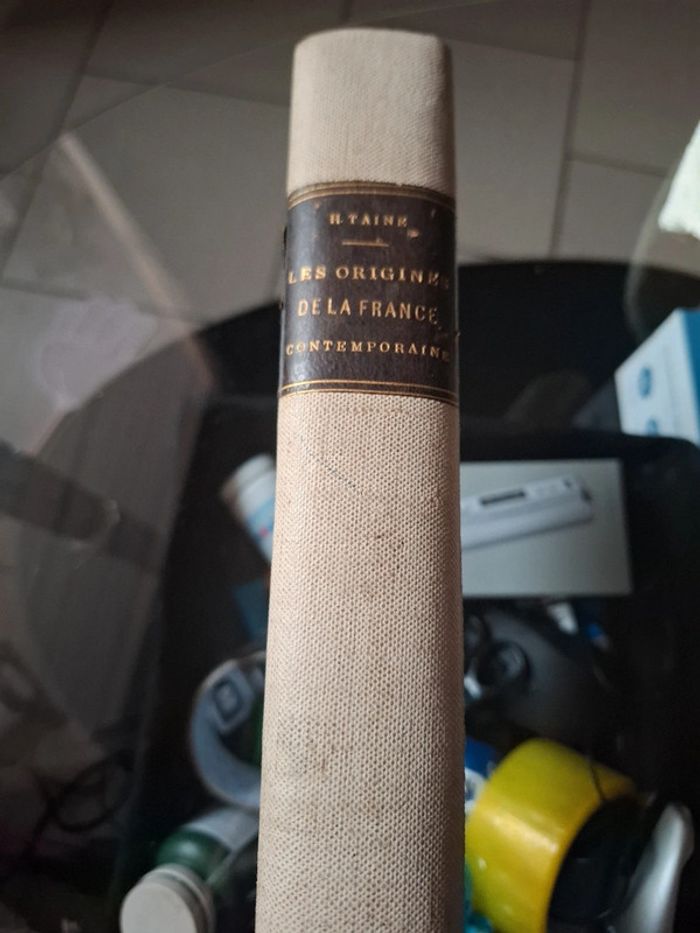 H. TAINE
LES ORIGINES
DE LA FRANCE
CONTEMPORAINE